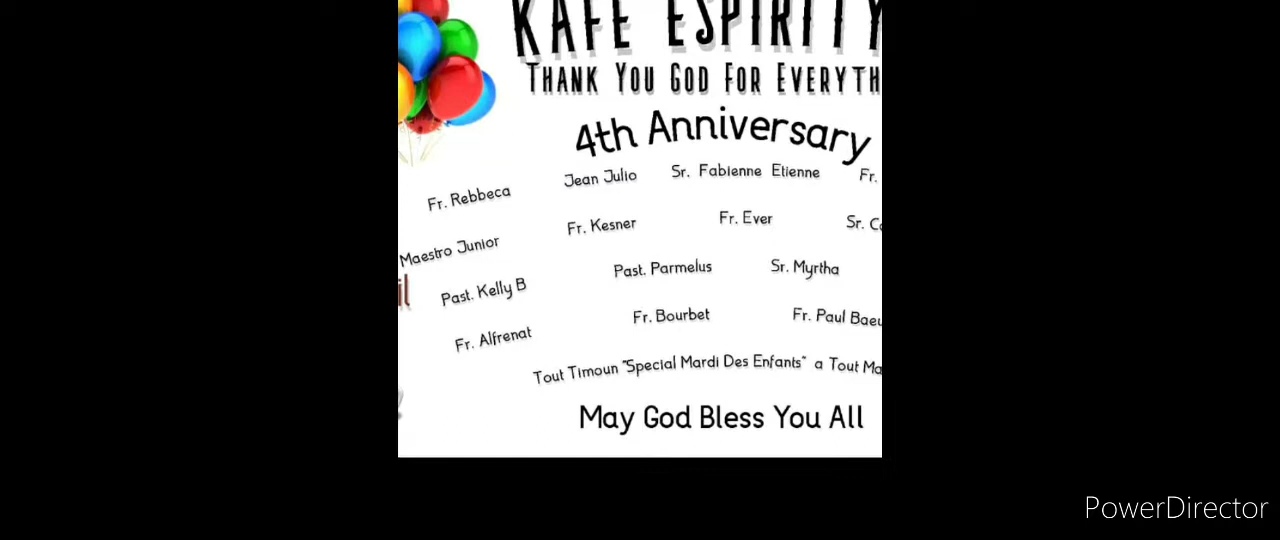 KAFE ESPIRITY
THANK YOU GOD FOR EVERYTH
4th Anniversary
Fr. Rebbeca
Jean Julio
Sr. Fabienne Etienne
Fr.
Maestro Junior
Fr. Kesner
Fr. Ever
Sr.
Past. Kelly B
Past. Parmelus
Sr. Myrtha
Fr. Alfrenat
Fr. Bourbet
Fr. Paul
Tout Timoun "Special Mardi Des Enfants" a Tout Ma
May God Bless You All
PowerDirector